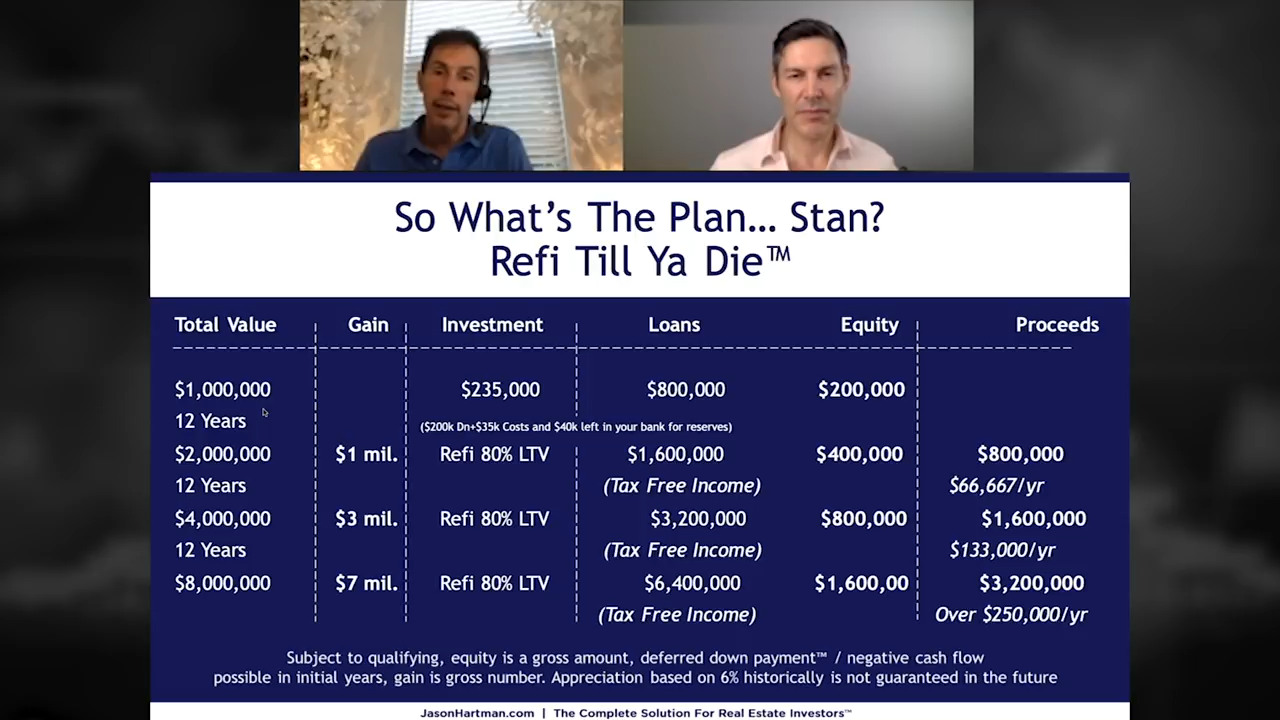 So What's The Plan... Stan?
Refi Till Ya Die™
Total Value Gain Investment Loans Equity Proceeds
$1,000,000 $235,000 $800,000 $200,000
12 Years ($200k Dn+$35k Costs and $40k left in your bank for reserves)
$2,000,000 $1 mil. Refi 80% LTV $1,600,000 $400,000 $800,000
12 Years (Tax Free Income) $66,667/yr
$4,000,000 $3 mil. Refi 80% LTV $3,200,000 $800,000 $1,600,000
12 Years (Tax Free Income) $133,000/yr
$8,000,000 $7 mil. Refi 80% LTV $6,400,000 $1,600,00 $3,200,000
(Tax Free Income) Over $250,000/yr
Subject to qualifying, equity is a gross amount, deferred down payment™ / negative cash flow
possible in initial years, gain is gross number. Appreciation based on 6% historically is not guaranteed in the future
JasonHartman.com | The Complete Solution For Real Estate Investors™